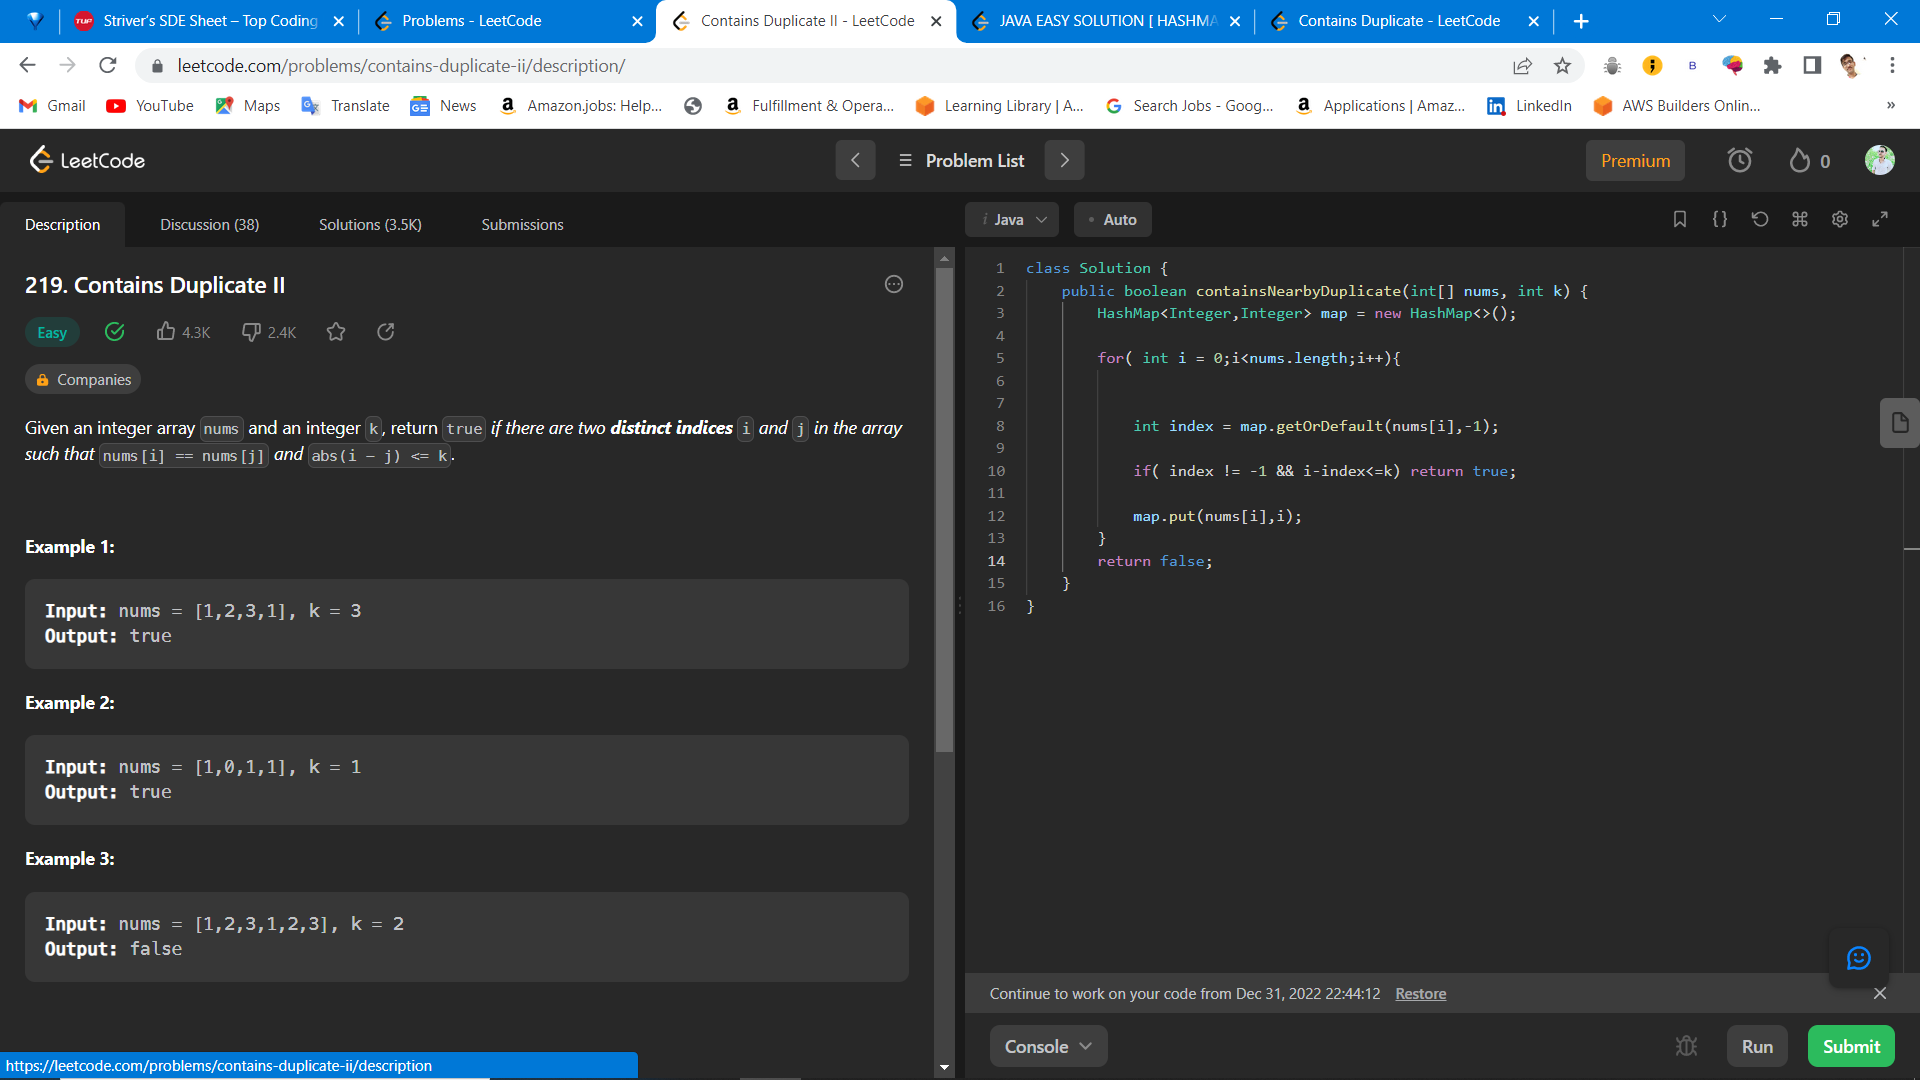 Striver's SDE Sheet – Top Coding
Problems - LeetCode
Contains Duplicate II - LeetCode
JAVA EASY SOLUTION [ HASHMA
Contains Duplicate - LeetCode
leetcode.com/problems/contains-duplicate-ii/description/
Gmail
YouTube
Maps
Translate
News
Amazon.jobs: Help...
Fulfillment & Opera...
Learning Library | A...
Search Jobs - Goog...
Applications | Amaz...
LinkedIn
AWS Builders Onlin...
»
LeetCode
Problem List
Premium
0
Description
Discussion (38)
Solutions (3.5K)
Submissions
Java
• Auto
219. Contains Duplicate II
Easy
4.3K
2.4K
Companies
Given an integer array nums and an integer k, return true if there are two distinct indices i and j in the array
such that nums[i] == nums[j] and abs(i - j) <= k.
Example 1:
Input: nums = [1,2,3,1], k = 3
Output: true
Example 2:
Input: nums = [1,0,1,1], k = 1
Output: true
Example 3:
Input: nums = [1,2,3,1,2,3], k = 2
Output: false
https://leetcode.com/problems/contains-duplicate-ii/description
1 class Solution {
2 public boolean containsNearbyDuplicate(int[] nums, int k) {
3 HashMap<Integer,Integer> map = new HashMap<>();
4
5 for( int i = 0;i<nums.length;i++){
6
7
8 int index = map.getOrDefault(nums[i],-1);
9
10 if( index != -1 && i-index<=k) return true;
11
12 map.put(nums[i],i);
13 }
14 return false;
15 }
16 }
Continue to work on your code from Dec 31, 2022 22:44:12 Restore
Console
Run
Submit